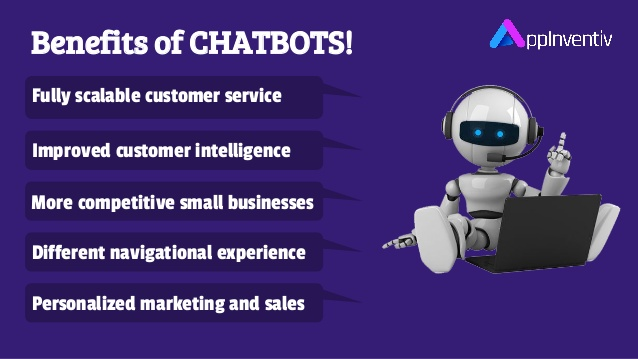 Benefits of CHATBOTS!
AppInventiv
Fully scalable customer service
Improved customer intelligence
More competitive small businesses
Different navigational experience
Personalized marketing and sales